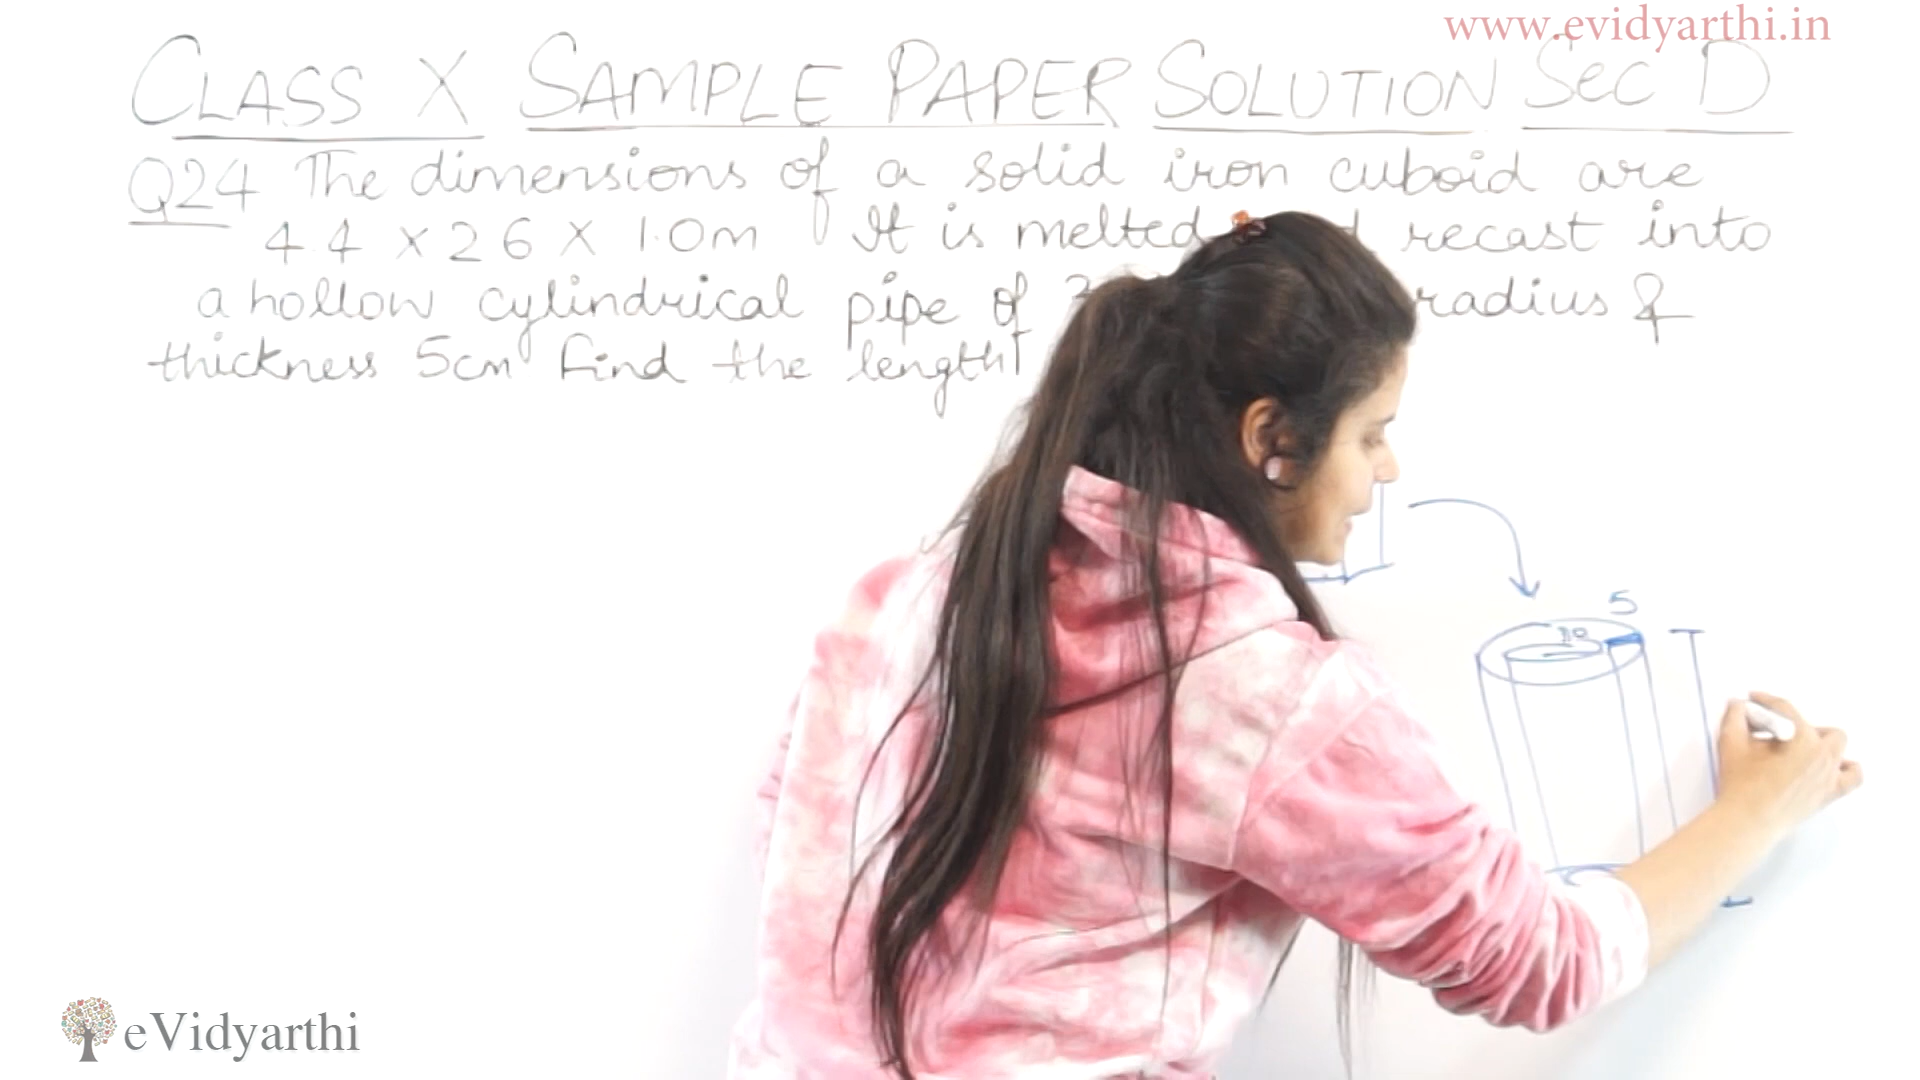 www.evidyarthi.in
CLASS X SAMPLE PAPER SOLUTION Sec D
Q24 The dimensions of a solid iron cuboid are
4.4 x 2.6 x 1.0m It is melted recast into
a hollow cylindrical pipe of radius &
thickness 5cm Find the length
5
eVidyarthi